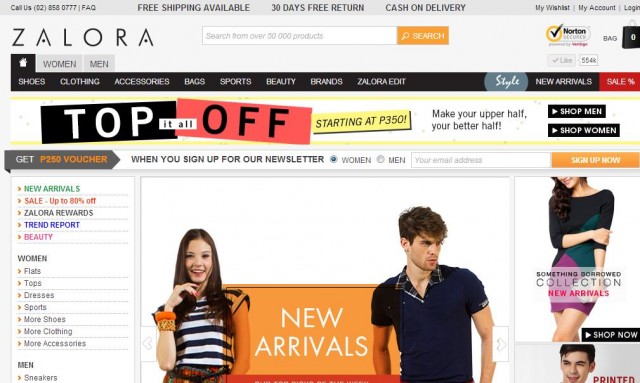 Call Us (02) 858 0777 | FAQ
FREE SHIPPING AVAILABLE
30 DAYS FREE RETURN
CASH ON DELIVERY
My Wishlist | My Account | Login
ZALORA
Search from over 50 000 products
SEARCH
Norton
SECURED
powered by VeriSign
BAG
0
WOMEN
MEN
Like
554k
SHOES
CLOTHING
ACCESSORIES
BAGS
SPORTS
BEAUTY
BRANDS
ZALORA EDIT
Style
NEW ARRIVALS
SALE %
TOP it all OFF
STARTING AT P350!
Make your upper half,
your better half!
SHOP MEN
SHOP WOMEN
GET P250 VOUCHER
WHEN YOU SIGN UP FOR OUR NEWSLETTER
WOMEN
MEN
Your email address
SIGN UP NOW
NEW ARRIVALS
SALE - Up to 80% off
ZALORA REWARDS
TREND REPORT
BEAUTY
WOMEN
Flats
Tops
Dresses
Sports
More Shoes
More Clothing
More Accessories
MEN
Sneakers
NEW
ARRIVALS
OUR TOP PICKS OF THE WEEK
SOMETHING BORROWED
COLLECTION
NEW ARRIVALS
SHOP NOW
PRINTED